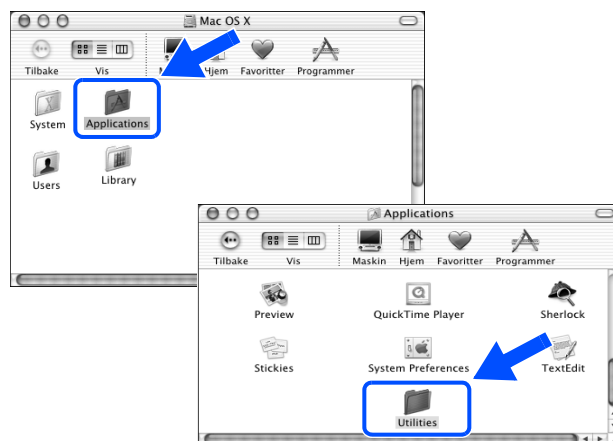 Mac OS X
Tilbake Vis Hjem Favoritter Programmer
System Applications
Users Library
Applications
Tilbake Vis Maskin Hjem Favoritter Programmer
Preview QuickTime Player Sherlock
Stickies System Preferences TextEdit
Utilities